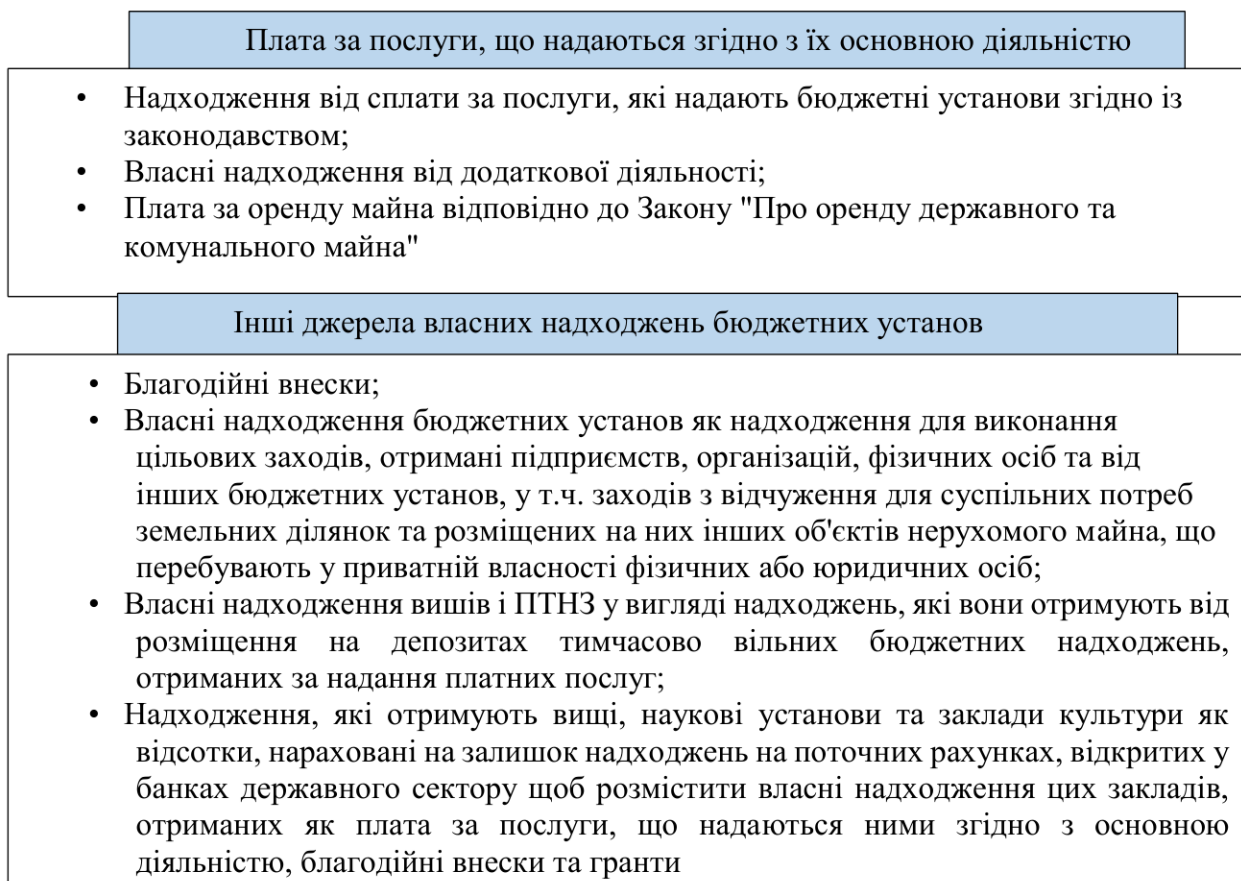 Плата за послуги, що надаються згідно з їх основною діяльністю
• Надходження від сплати за послуги, які надають бюджетні установи згідно із
законодавством;
• Власні надходження від додаткової діяльності;
• Плата за оренду майна відповідно до Закону "Про оренду державного та
комунального майна"
Інші джерела власних надходжень бюджетних установ
• Благодійні внески;
• Власні надходження бюджетних установ як надходження для виконання
цільових заходів, отримані підприємств, організацій, фізичних осіб та від
інших бюджетних установ, у т.ч. заходів з відчуження для суспільних потреб
земельних ділянок та розміщених на них інших об'єктів нерухомого майна, що
перебувають у приватній власності фізичних або юридичних осіб;
• Власні надходження вишів і ПТНЗ у вигляді надходжень, які вони отримують від
розміщення на депозитах тимчасово вільних бюджетних надходжень,
отриманих за надання платних послуг;
• Надходження, які отримують вищі, наукові установи та заклади культури як
відсотки, нараховані на залишок надходжень на поточних рахунках, відкритих у
банках державного сектору щоб розмістити власні надходження цих закладів,
отриманих як плата за послуги, що надаються ними згідно з основною
діяльністю, благодійні внески та гранти